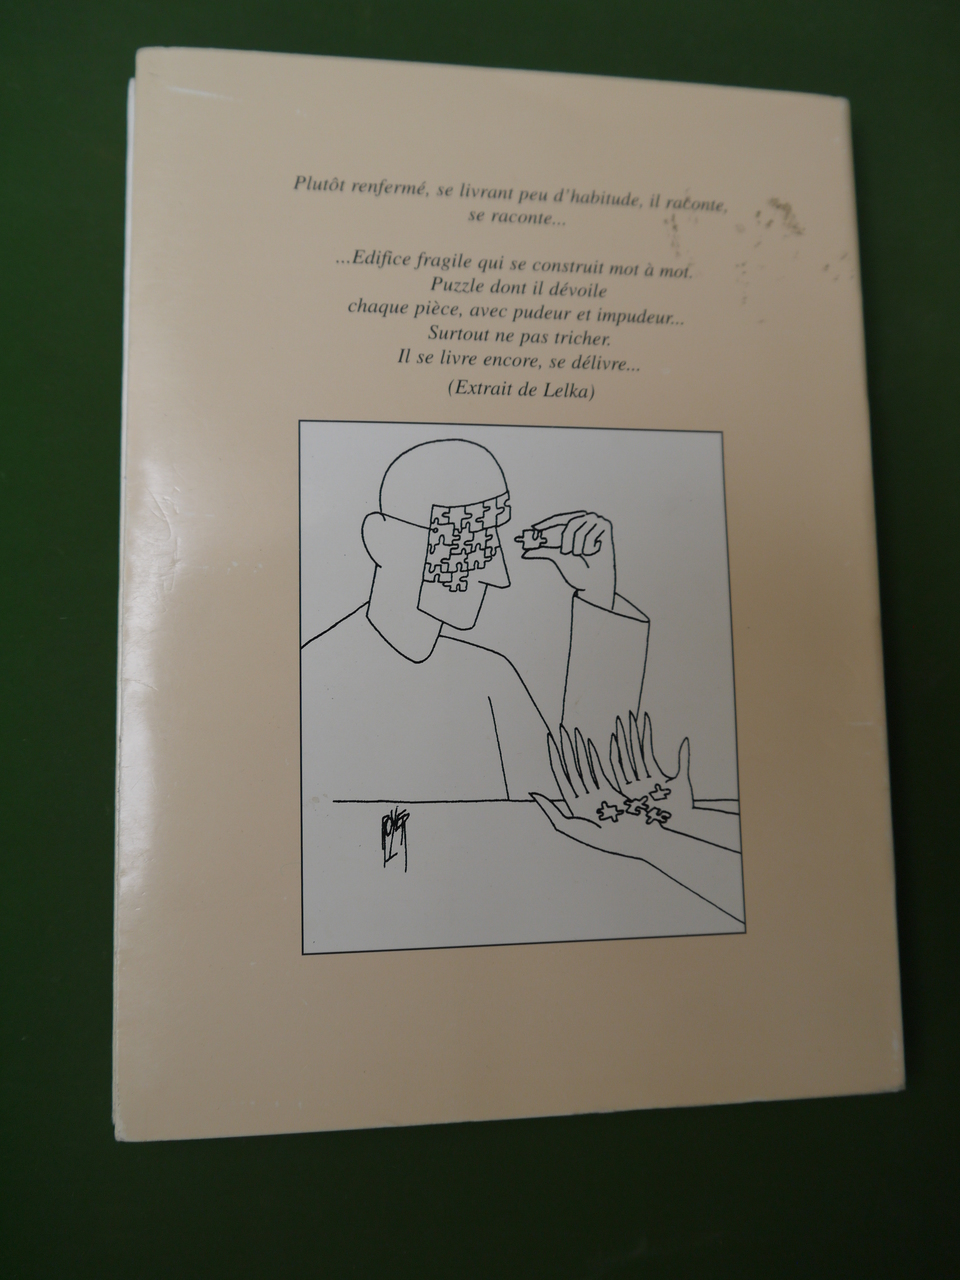 Plutôt renfermé, se livrant peu d'habitude, il raconte,
se raconte...
...Edifice fragile qui se construit mot à mot.
Puzzle dont il dévoile
chaque pièce, avec pudeur et impudeur...
Surtout ne pas tricher.
Il se livre encore, se délivre...
(Extrait de Lelka)
ROYER